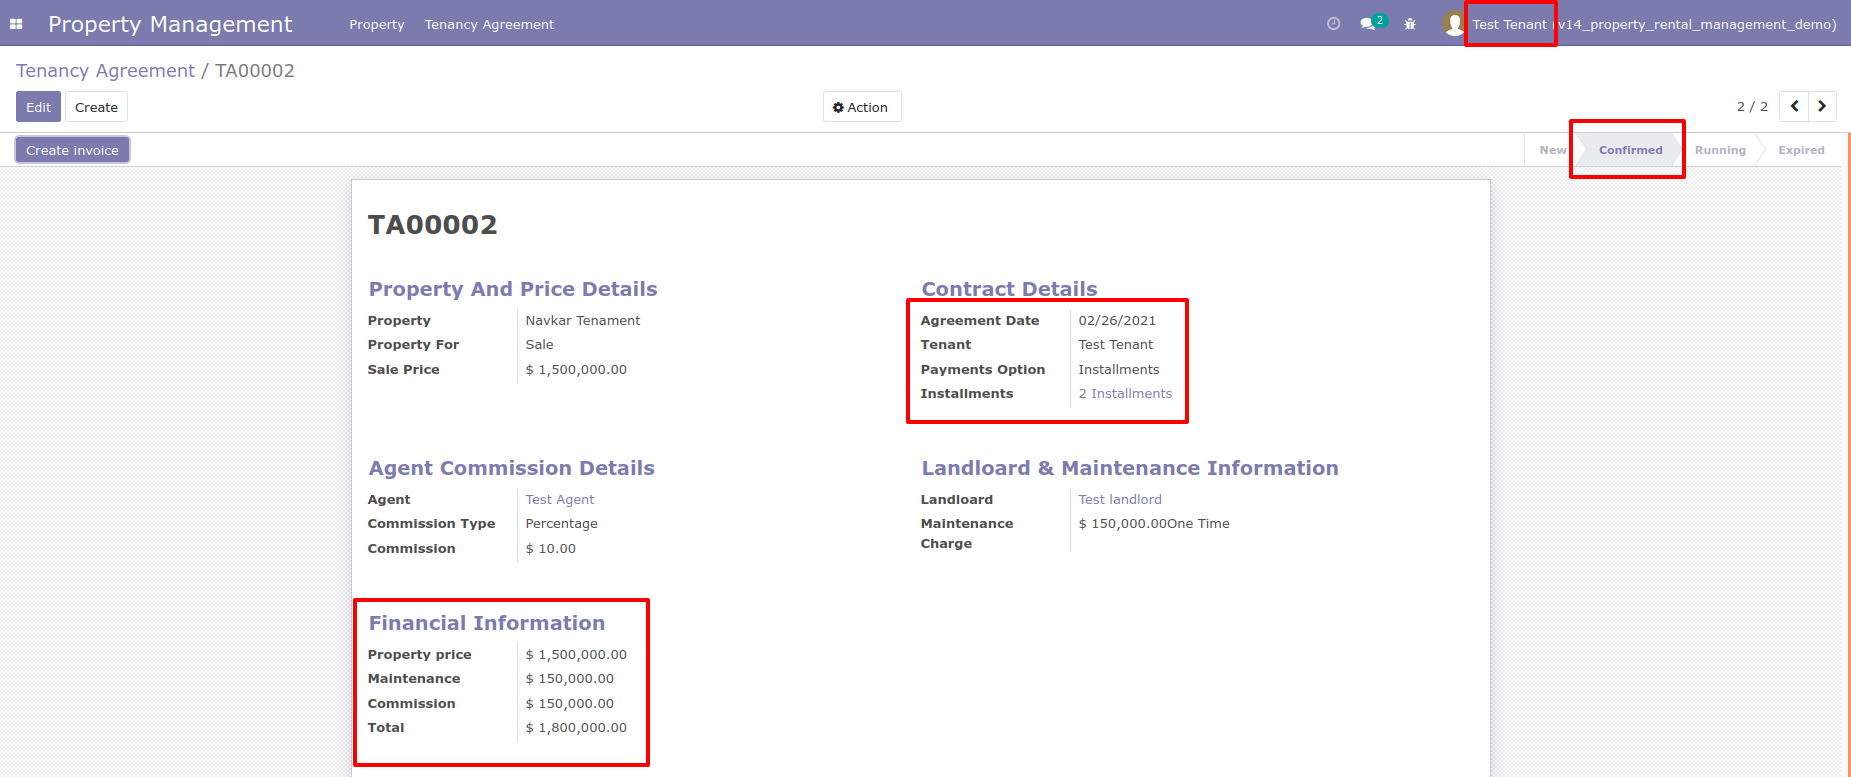 Property Management Property Tenancy Agreement 2 Test Tenant (v14_property_rental_management_demo)
Tenancy Agreement / TA00002
Edit Create Action 2 / 2
Create invoice New Confirmed Running Expired
TA00002
Property And Price Details
Property Navkar Tenament
Property For Sale
Sale Price $ 1,500,000.00
Contract Details
Agreement Date 02/26/2021
Tenant Test Tenant
Payments Option Installments
Installments 2 Installments
Agent Commission Details
Agent Test Agent
Commission Type Percentage
Commission $ 10.00
Landloard & Maintenance Information
Landloard Test landlord
Maintenance $ 150,000.00One Time
Charge
Financial Information
Property price $ 1,500,000.00
Maintenance $ 150,000.00
Commission $ 150,000.00
Total $ 1,800,000.00